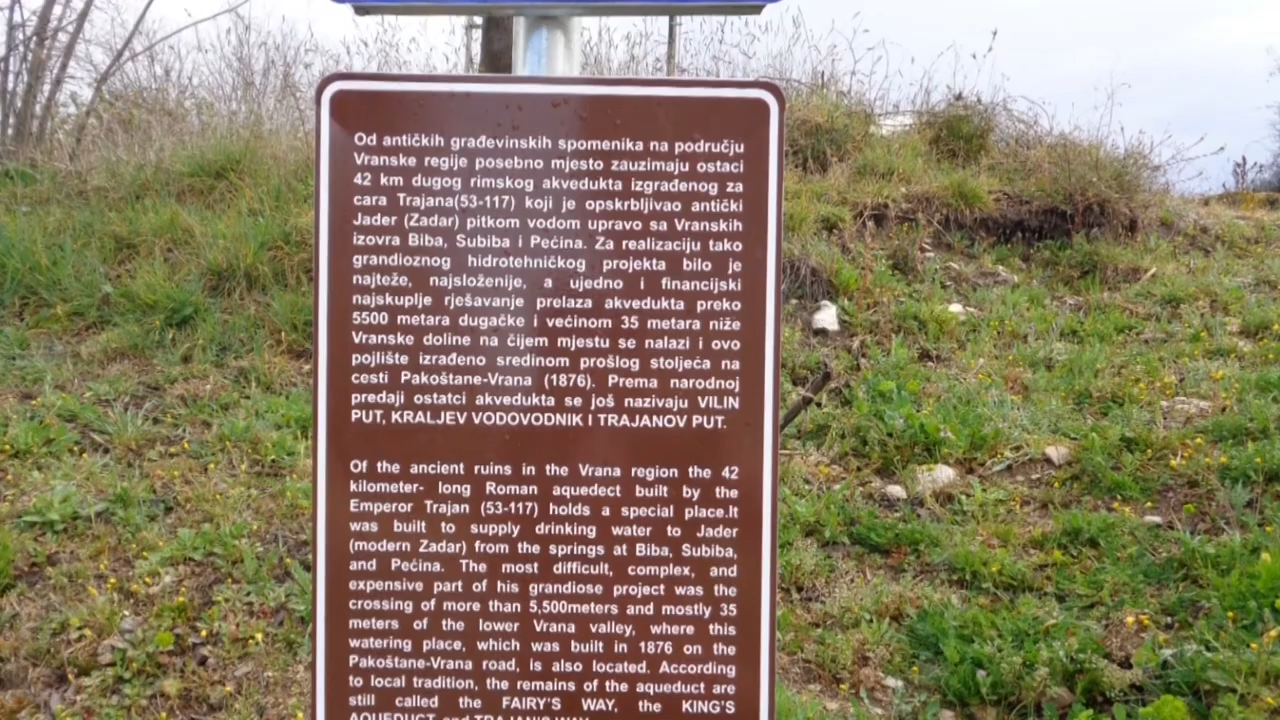 Od antičkih građevinskih spomenika na području
Vranske regije posebno mjesto zauzimaju ostaci
42 km dugog rimskog akvedukta izgrađenog za
cara Trajana(53-117) koji je opskrbljivao antički
Jader (Zadar) pitkom vodom upravo sa Vranskih
izovra Biba, Subiba i Pećina. Za realizaciju tako
grandioznog hidrotehničkog projekta bilo je
najteže, najsloženije, a ujedno i financijski
najskuplje rješavanje prelaza akvedukta preko
5500 metara dugačke i većinom 35 metara niže
Vranske doline na čijem mjestu se nalazi i ovo
pojlište izrađeno sredinom prošlog stoljeća na
cesti Pakoštane-Vrana (1876). Prema narodnoj
predaji ostatci akvedukta se još nazivaju VILIN
PUT, KRALJEV VODOVODNIK I TRAJANOV PUT.
Of the ancient ruins in the Vrana region the 42
kilometer- long Roman aquedect built by the
Emperor Trajan (53-117) holds a special place.It
was built to supply drinking water to Jader
(modern Zadar) from the springs at Biba, Subiba,
and Pećina. The most difficult, complex, and
expensive part of his grandiose project was the
crossing of more than 5,500meters and mostly 35
meters of the lower Vrana valley, where this
watering place, which was built in 1876 on the
Pakoštane-Vrana road, is also located. According
to local tradition, the remains of the aqueduct are
still called the FAIRY'S WAY, the KING'S
AQUEDUCT, and TRAJAN'S WAY.